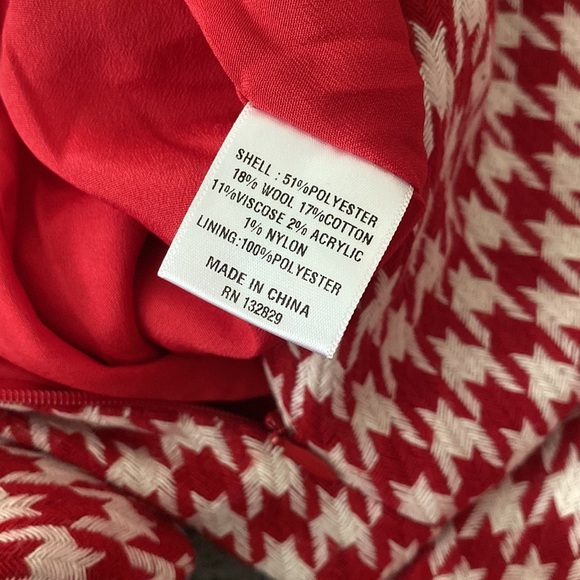 SHELL : 51%POLYESTER
18% WOOL 17%COTTON
11%VISCOSE 2% ACRYLIC
1% NYLON
LINING:100%POLYESTER
MADE IN CHINA
RN 132829